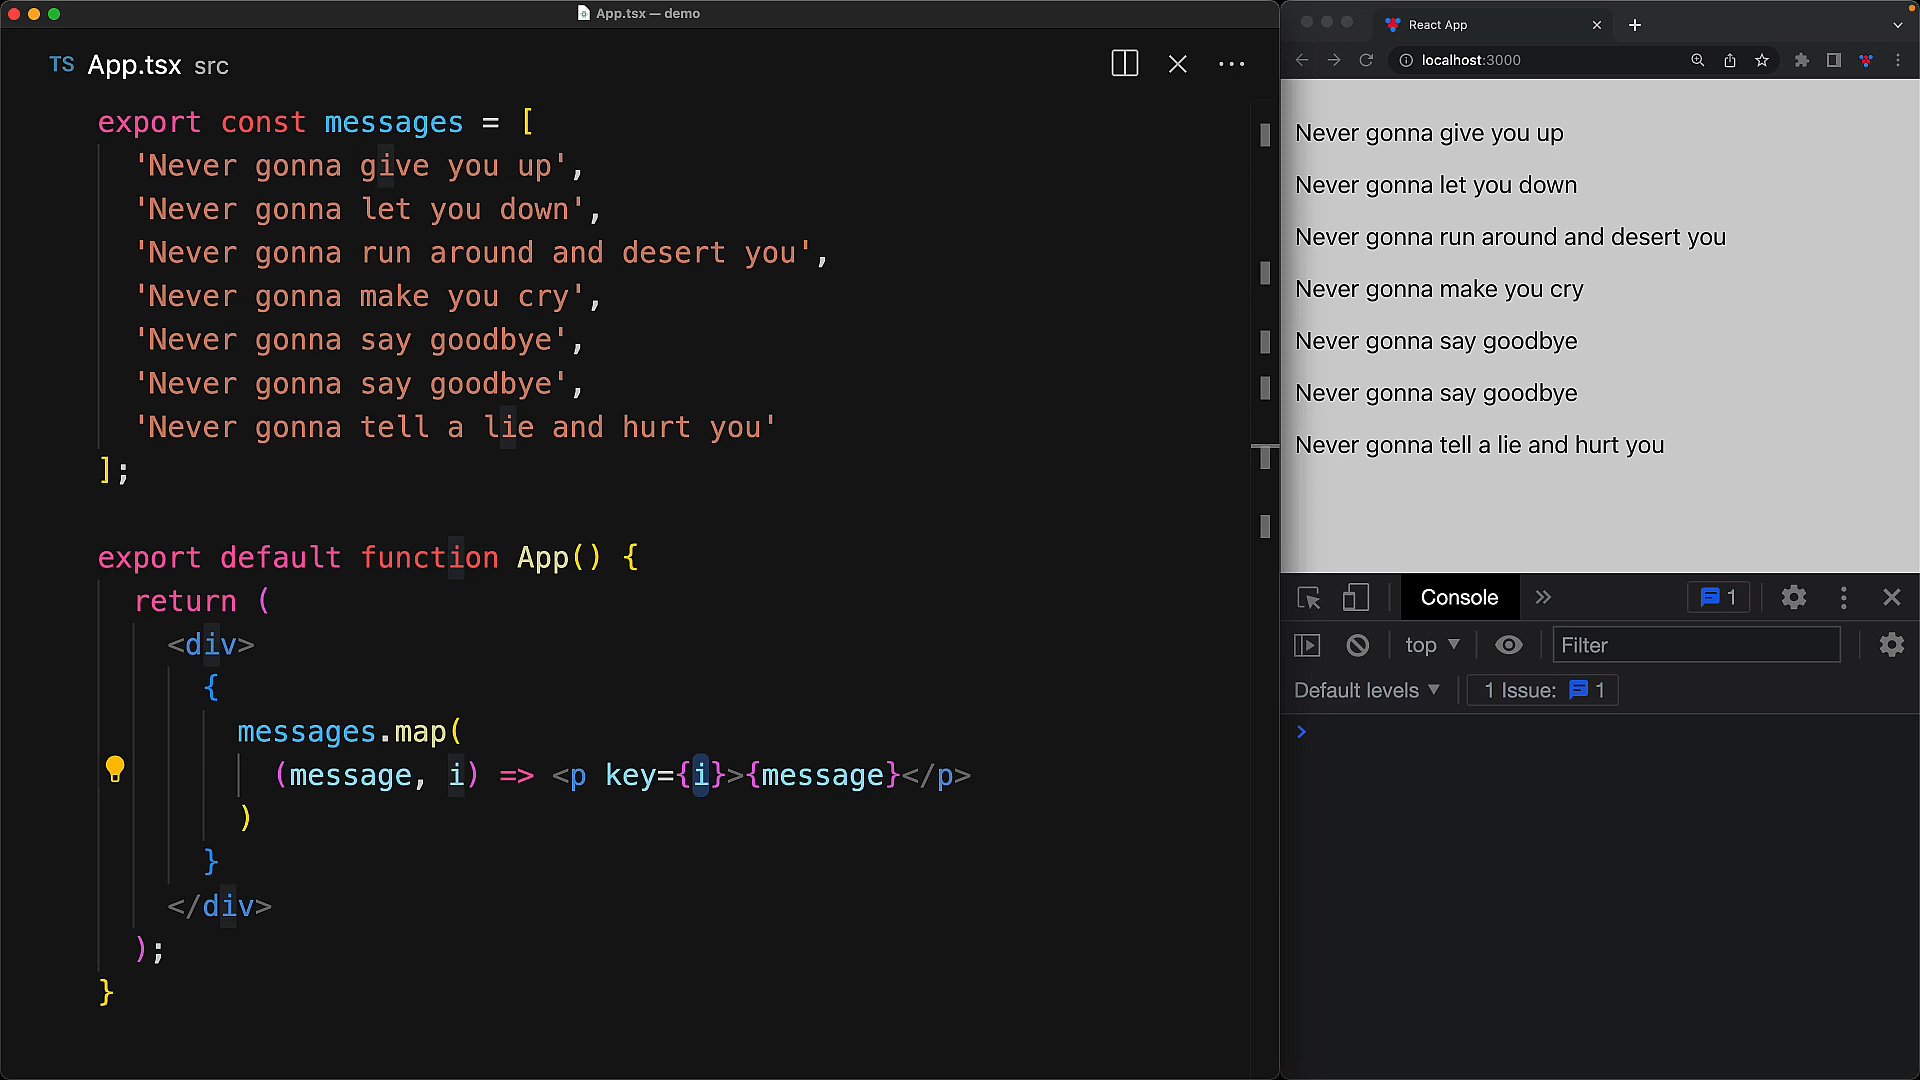 App.tsx — demo
TS App.tsx src
export const messages = [
'Never gonna give you up',
'Never gonna let you down',
'Never gonna run around and desert you',
'Never gonna make you cry',
'Never gonna say goodbye',
'Never gonna say goodbye',
'Never gonna tell a lie and hurt you'
];
export default function App() {
return (
<div>
{
messages.map(
(message, i) => <p key={i}>{message}</p>
)
}
</div>
);
}
React App
localhost:3000
Never gonna give you up
Never gonna let you down
Never gonna run around and desert you
Never gonna make you cry
Never gonna say goodbye
Never gonna say goodbye
Never gonna tell a lie and hurt you
Console 1
top Filter
Default levels 1 Issue: 1